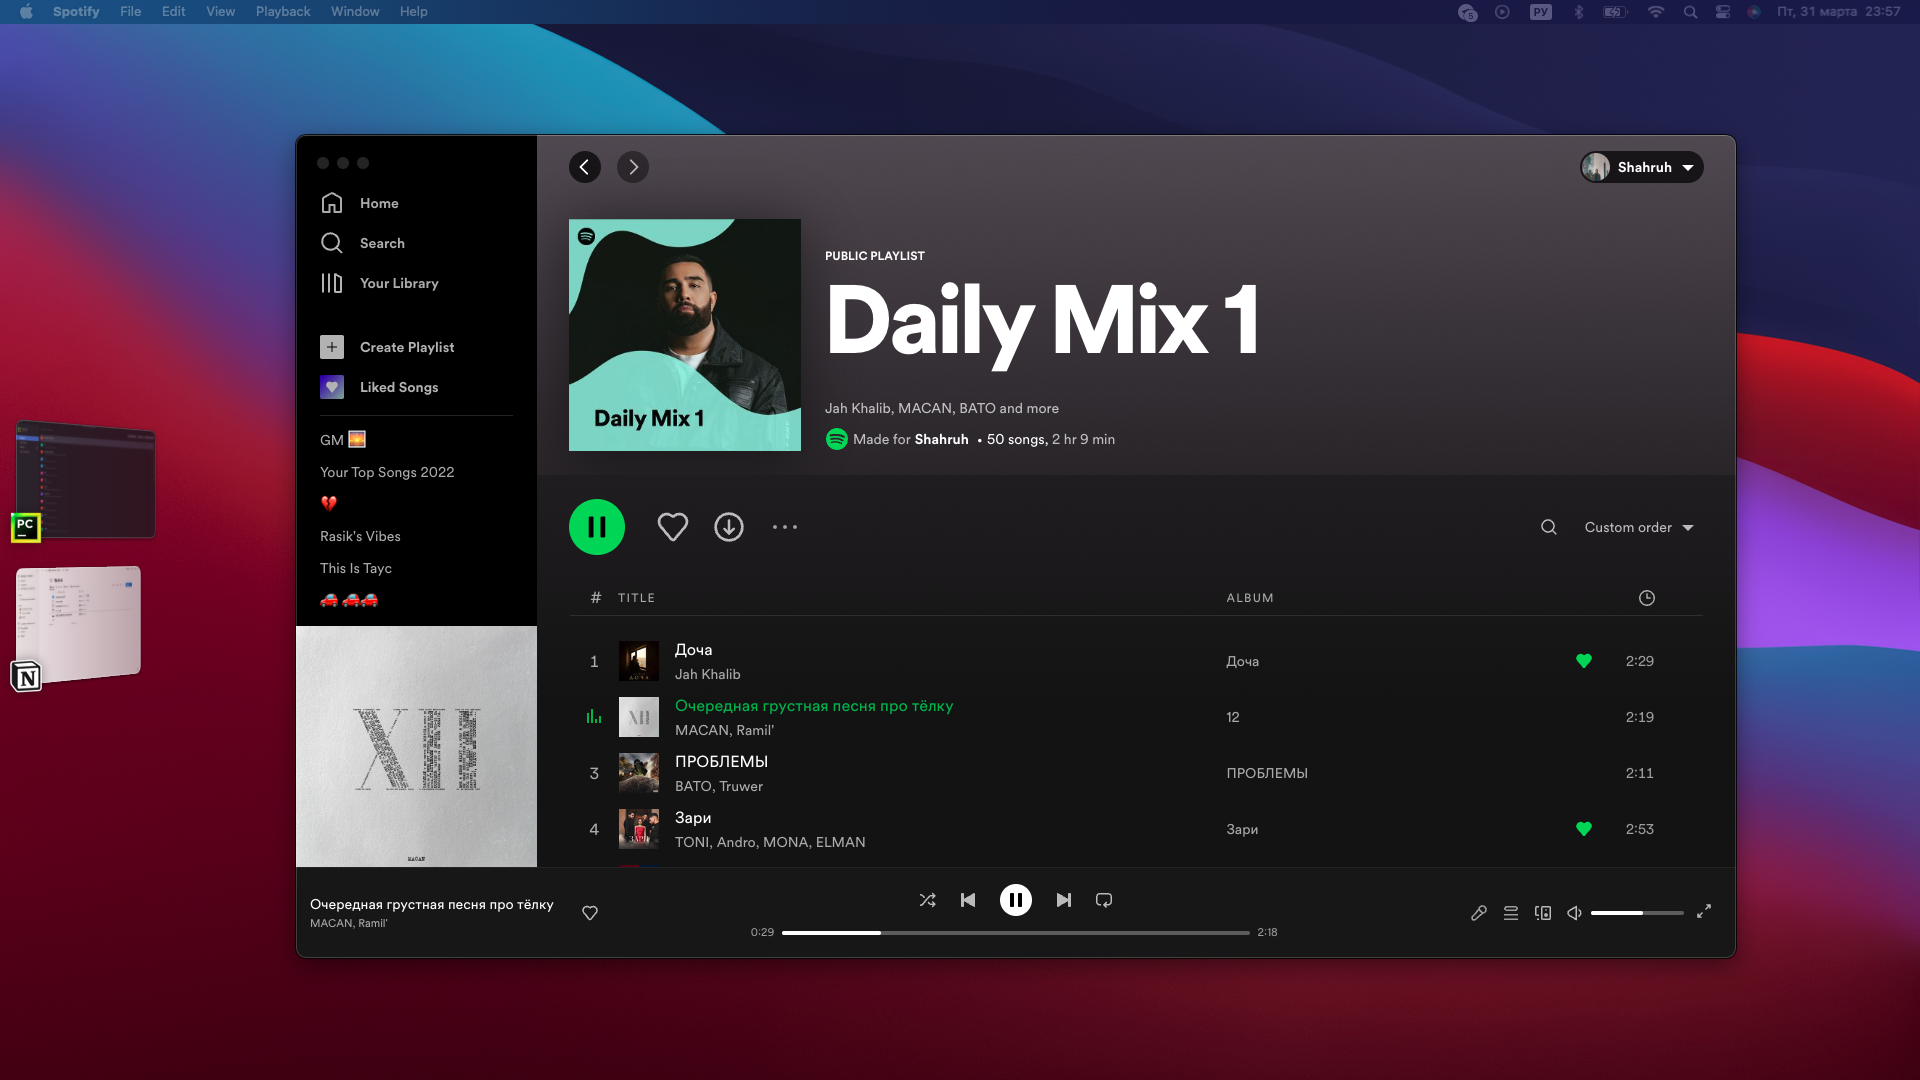 Spotify File Edit View Playback Window Help
РУ
Пт, 31 марта 23:57
Home
Search
Your Library
Create Playlist
Liked Songs
GM
Your Top Songs 2022
Rasik's Vibes
This Is Tayc
XII
MACAN
PC
N
Shahruh
Daily Mix 1
PUBLIC PLAYLIST
Daily Mix 1
Jah Khalib, MACAN, BATO and more
Made for Shahruh • 50 songs, 2 hr 9 min
Custom order
# TITLE ALBUM
1 Доча Доча 2:29
Jah Khalib
Очередная грустная песня про тёлку 12 2:19
MACAN, Ramil'
3 ПРОБЛЕМЫ ПРОБЛЕМЫ 2:11
BATO, Truwer
4 Зари Зари 2:53
TONI, Andro, MONA, ELMAN
Очередная грустная песня про тёлку
MACAN, Ramil'
0:29 2:18